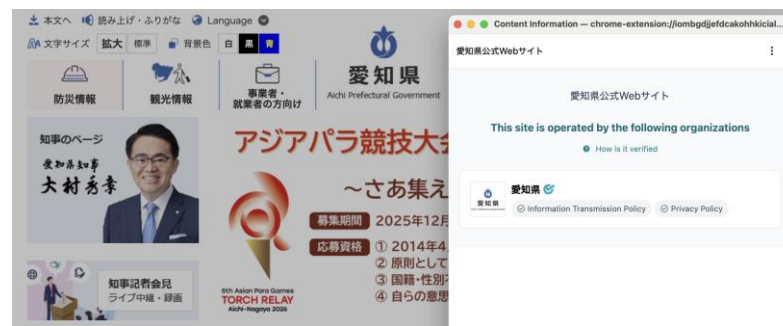 本文へ
読み上げ・ふりがな
Language
文字サイズ
拡大
標準
背景色
白
黒
青
防災情報
観光情報
事業者・
就業者の方向け
愛知県
Aichi Prefectural Government
知事のページ
愛知県知事
大村秀章
知事記者会見
ライブ中継・録画
アジアパラ競技大会
～さあ集え
募集期間 2025年12月
応募資格 ① 2014年4
② 原則として
③ 国籍・性別
④ 自らの意思
5th Asian Para Games
TORCH RELAY
Aichi-Nagoya 2026
Content Information — chrome-extension://iombgdjjefdcakohhkicial...
愛知県公式Webサイト
愛知県公式Webサイト
This site is operated by the following organizations
How is it verified
愛知県
愛知県
Information Transmission Policy
Privacy Policy